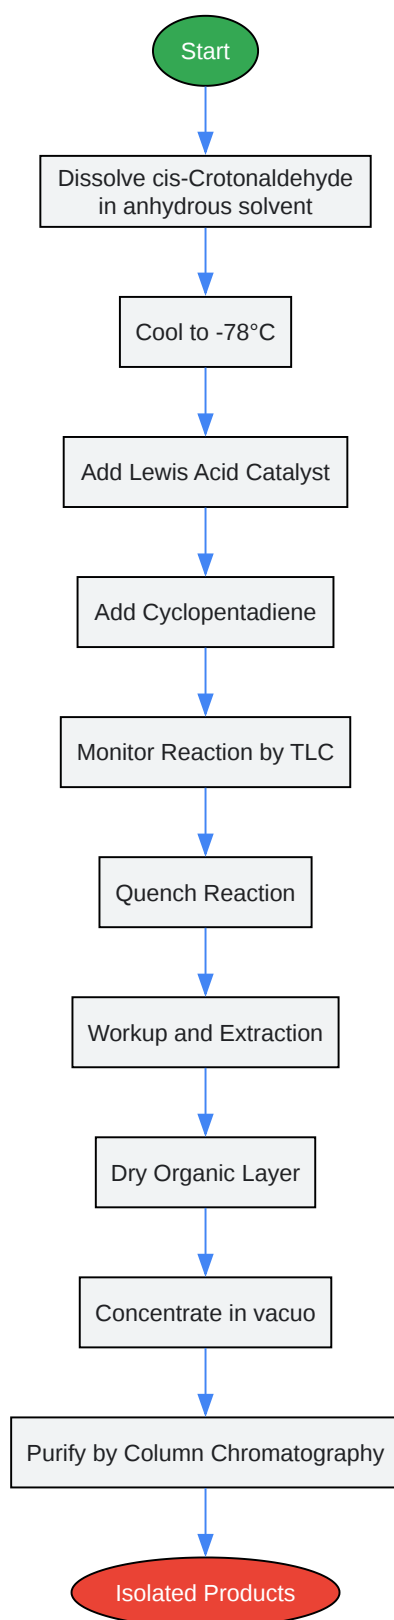 Start
Dissolve cis-Crotonaldehyde
in anhydrous solvent
Cool to -78°C
Add Lewis Acid Catalyst
Add Cyclopentadiene
Monitor Reaction by TLC
Quench Reaction
Workup and Extraction
Dry Organic Layer
Concentrate in vacuo
Purify by Column Chromatography
Isolated Products